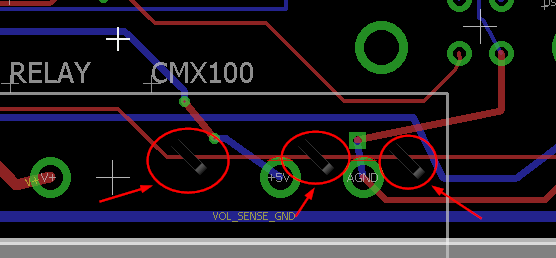 RELAY
CMX100
V+
V+
+5V
AGND
VOL_SENSE_GND